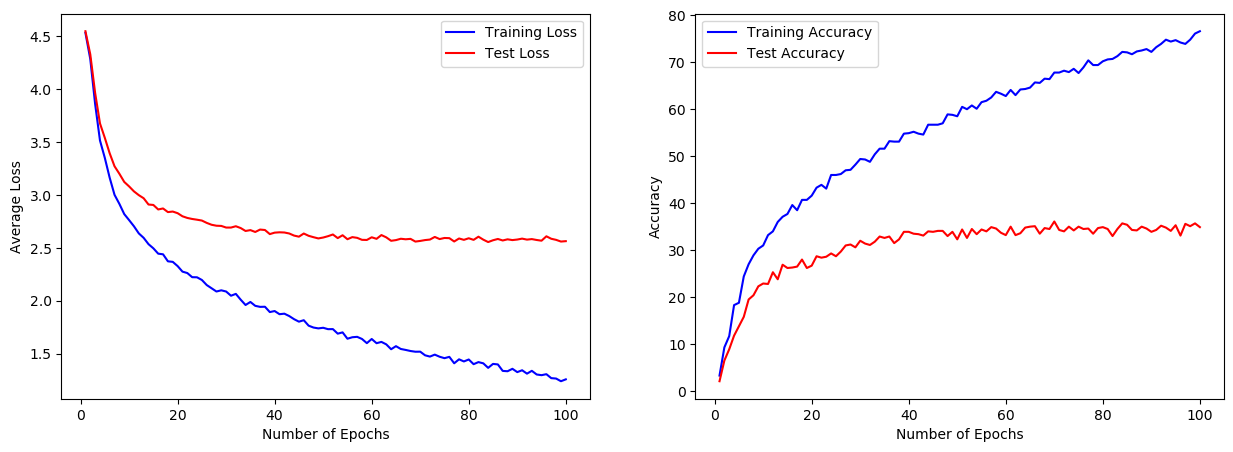 Training Loss
Test Loss
4.5
4.0
3.5
3.0
2.5
2.0
1.5
Average Loss
0 20 40 60 80 100
Number of Epochs
Training Accuracy
Test Accuracy
80
70
60
50
40
30
20
10
0
Accuracy
0 20 40 60 80 100
Number of Epochs